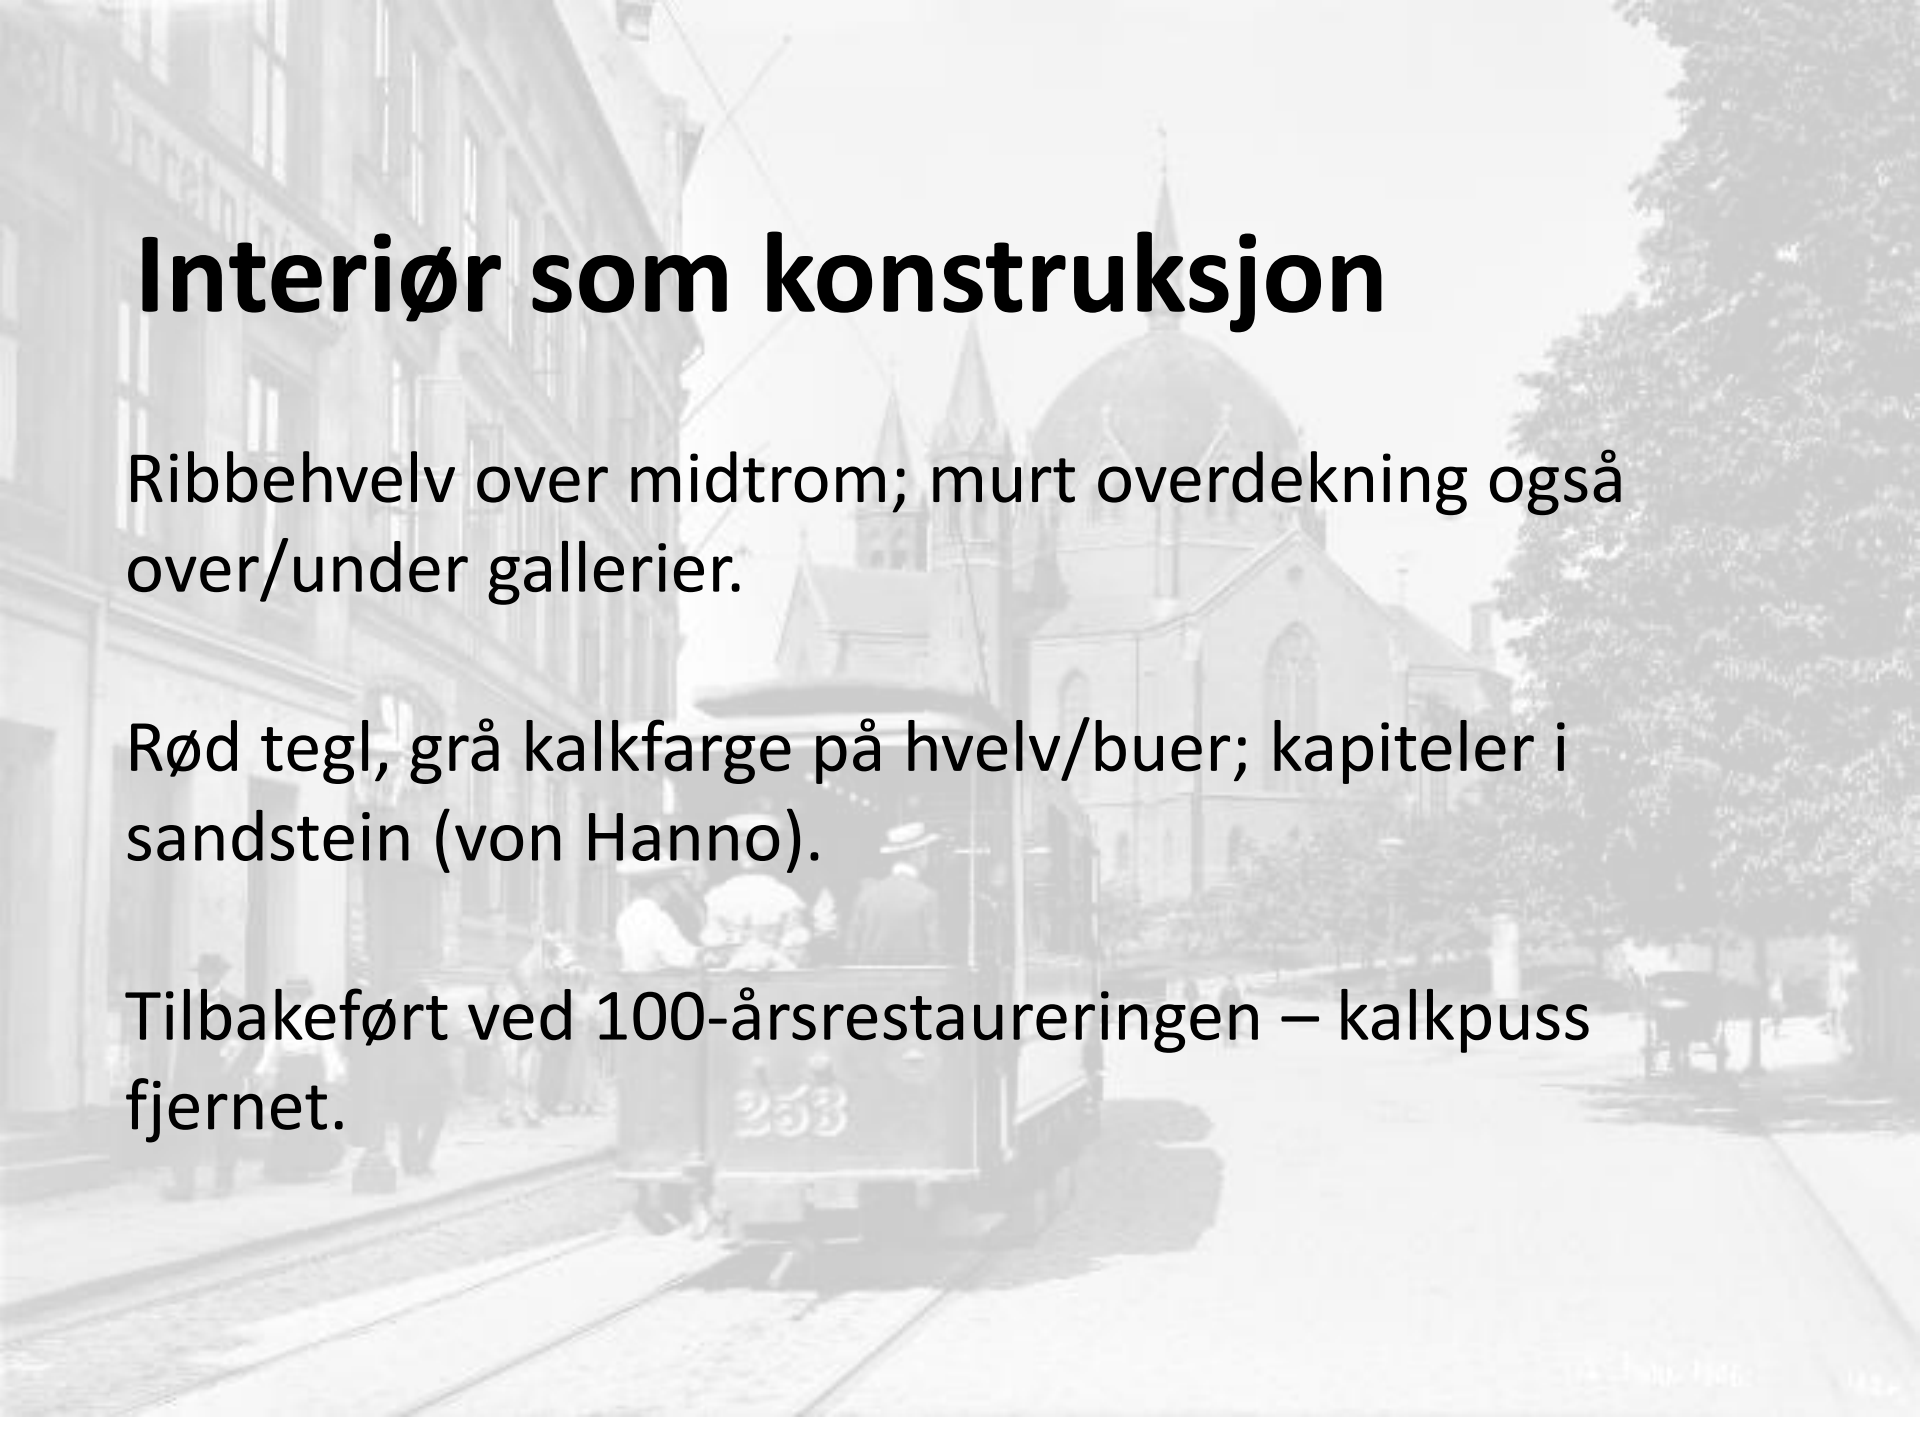 Interiør som konstruksjon
Ribbehvelv over midtrom; murt overdekning også
over/under gallerier.
Rød tegl, grå kalkfarge på hvelv/buer; kapiteler i
sandstein (von Hanno).
Tilbakeført ved 100-årsrestaureringen – kalkpuss
fjernet.
253